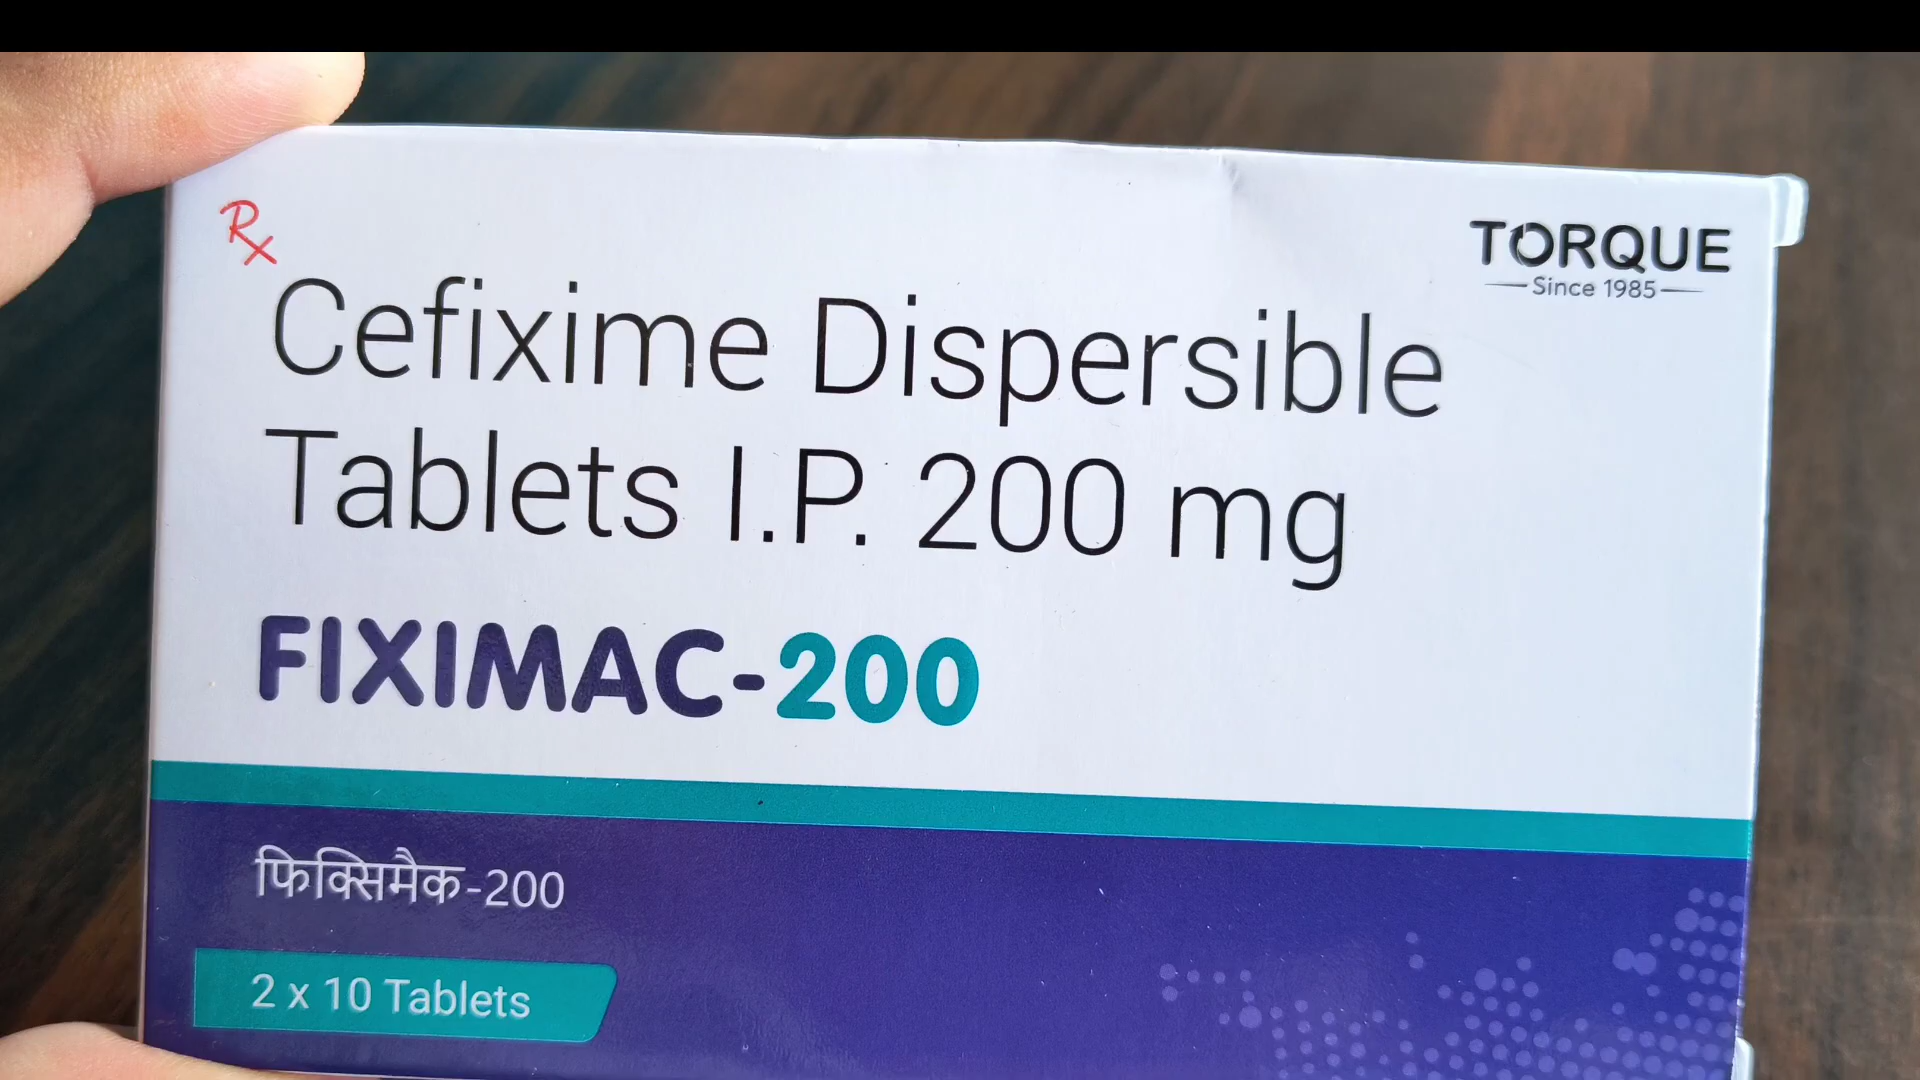 Rx
TORQUE
Since 1985
Cefixime Dispersible
Tablets I.P. 200 mg
FIXIMAC-200
फिक्सिमैक-200
2 x 10 Tablets